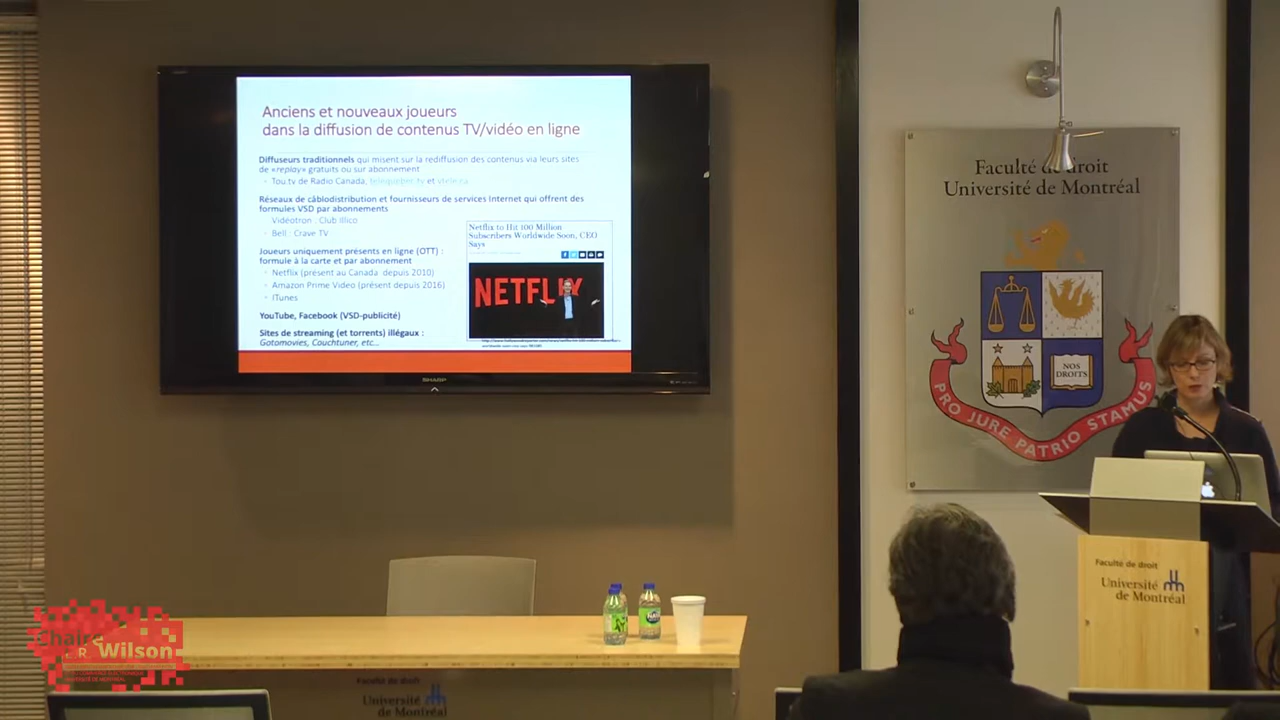 Anciens et nouveaux joueurs
dans la diffusion de contenus TV/vidéo en ligne
Diffuseurs traditionnels qui misent sur la rediffusion des contenus via leurs sites
de «replay» gratuits ou sur abonnement
Tou.tv de Radio Canada, telequebec.tv et vtele.ca
Réseaux de câblodistribution et fournisseurs de services Internet qui offrent des
formules VSD par abonnements
Vidéotron : Club Illico
Bell : Crave TV
Joueurs uniquement présents en ligne (OTT) :
formule à la carte et par abonnement
Netflix (présent au Canada depuis 2010)
Amazon Prime Video (présent depuis 2016)
ITunes
YouTube, Facebook (VSD-publicité)
Sites de streaming (et torrents) illégaux :
Gotomovies, Couchtuner, etc...
Netflix to Hit 100 Million
Subscribers Worldwide Soon, CEO
Says
NETFLIX
SHARP
Faculté de droit
Université de Montréal
NOS
DROITS
PRO JURE PATRIO STAMUS
Faculté de droit
Université
de Montréal
Chaire
L.R. Wilson
UNIVERSITÉ DE MONTRÉAL
Faculté de droit
Université
de Montréal